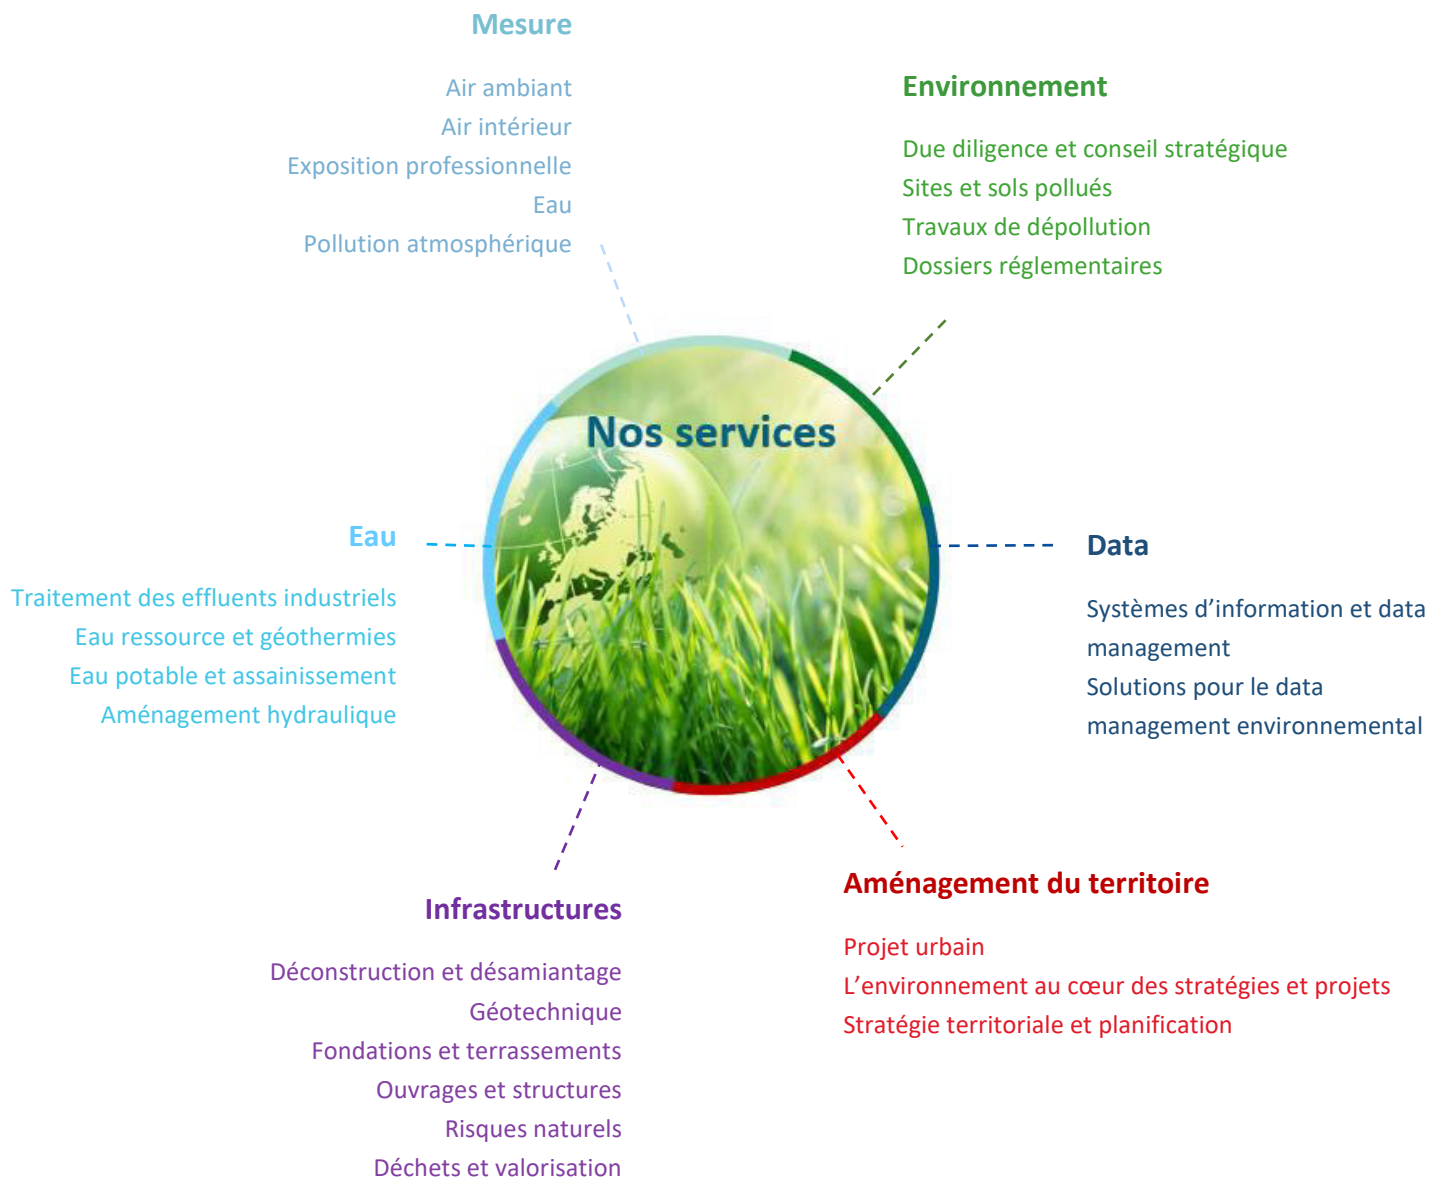 Mesure
Air ambiant
Air intérieur
Exposition professionnelle
Eau
Pollution atmosphérique
Environnement
Due diligence et conseil stratégique
Sites et sols pollués
Travaux de dépollution
Dossiers réglementaires
Nos services
Eau
Traitement des effluents industriels
Eau ressource et géothermies
Eau potable et assainissement
Aménagement hydraulique
Data
Systèmes d’information et data
management
Solutions pour le data
management environnemental
Infrastructures
Déconstruction et désamiantage
Géotechnique
Fondations et terrassements
Ouvrages et structures
Risques naturels
Déchets et valorisation
Aménagement du territoire
Projet urbain
L’environnement au cœur des stratégies et projets
Stratégie territoriale et planification